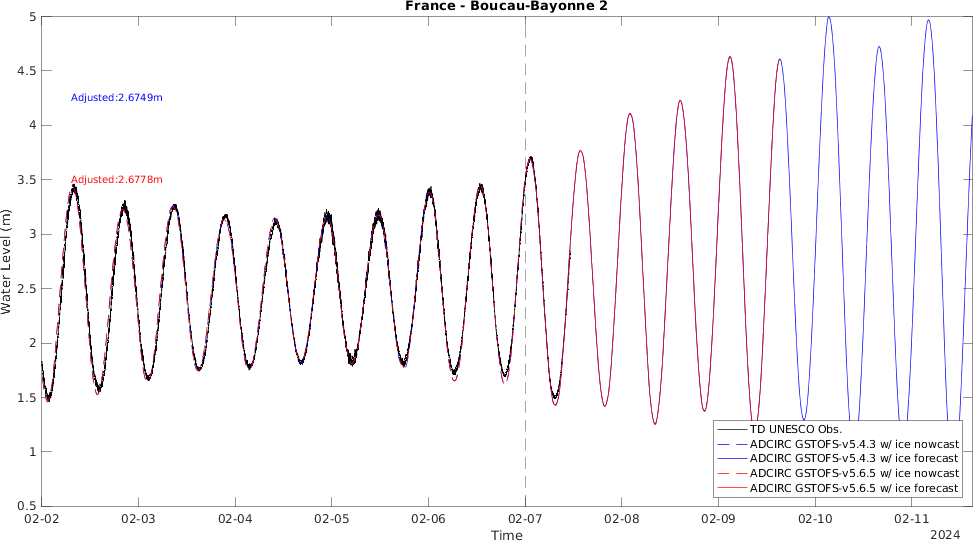 France - Boucau-Bayonne 2
Adjusted:2.6749m
Adjusted:2.6778m
Water Level (m)
5
4.5
4
3.5
3
2.5
2
1.5
1
0.5
02-02
02-03
02-04
02-05
02-06
02-07
02-08
02-09
02-10
02-11
Time
2024
TD UNESCO Obs.
ADCIRC GSTOFS-v5.4.3 w/ ice nowcast
ADCIRC GSTOFS-v5.4.3 w/ ice forecast
ADCIRC GSTOFS-v5.6.5 w/ ice nowcast
ADCIRC GSTOFS-v5.6.5 w/ ice forecast